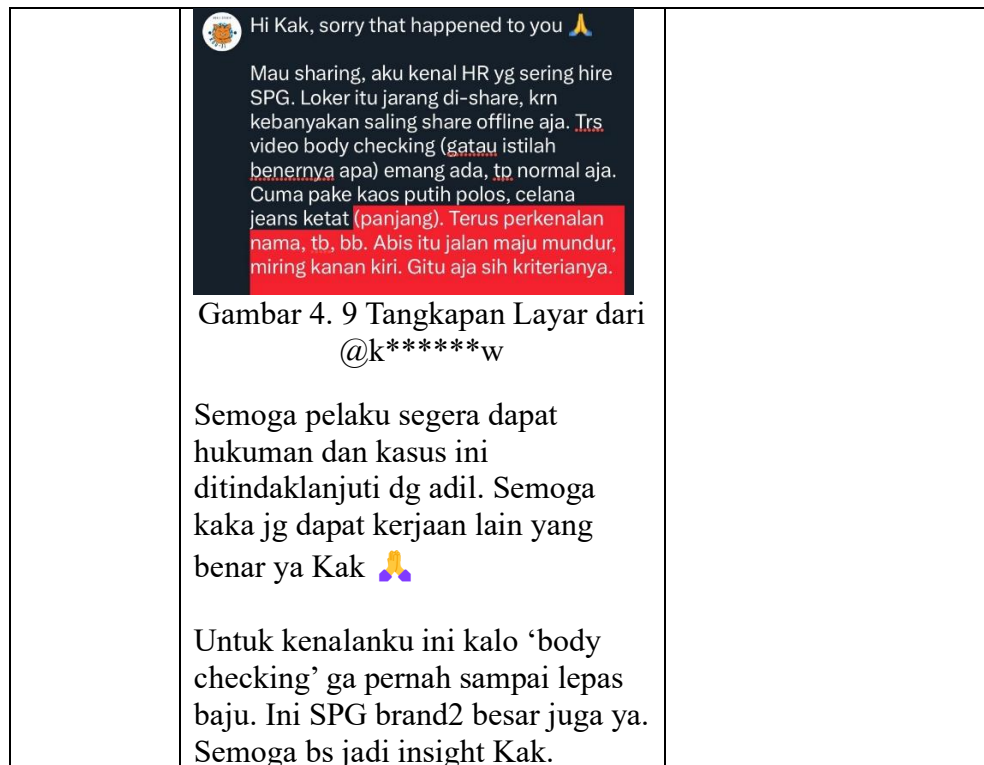 Hi Kak, sorry that happened to you 🙏
Mau sharing, aku kenal HR yg sering hire
SPG. Loker itu jarang di-share, krn
kebanyakan saling share offline aja. Trs
video body checking (gatau istilah
benernya apa) emang ada, tp normal aja.
Cuma pake kaos putih polos, celana
jeans ketat (panjang). Terus perkenalan
nama, tb, bb. Abis itu jalan maju mundur,
miring kanan kiri. Gitu aja sih kriterianya.
Gambar 4. 9 Tangkapan Layar dari
@k******w
Semoga pelaku segera dapat
hukuman dan kasus ini
ditindaklanjuti dg adil. Semoga
kaka jg dapat kerjaan lain yang
benar ya Kak 🙏
Untuk kenalanku ini kalo ‘body
checking’ ga pernah sampai lepas
baju. Ini SPG brand2 besar juga ya.
Semoga bs jadi insight Kak.